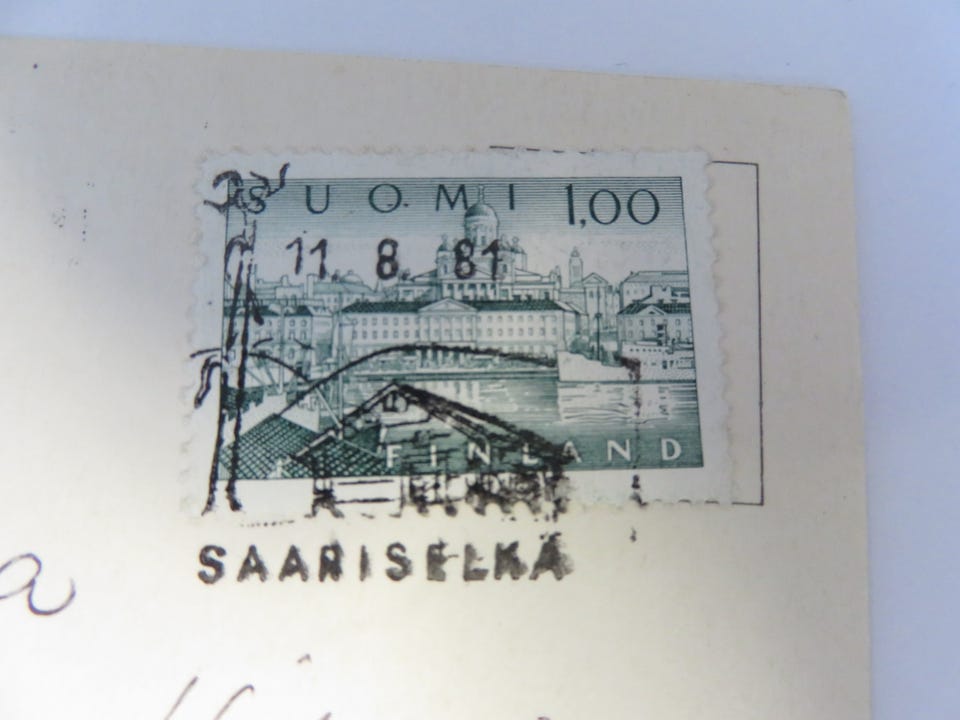 SUOMI 1,00
11. 8. 81
FINLAND
SAARISELKÄ
a